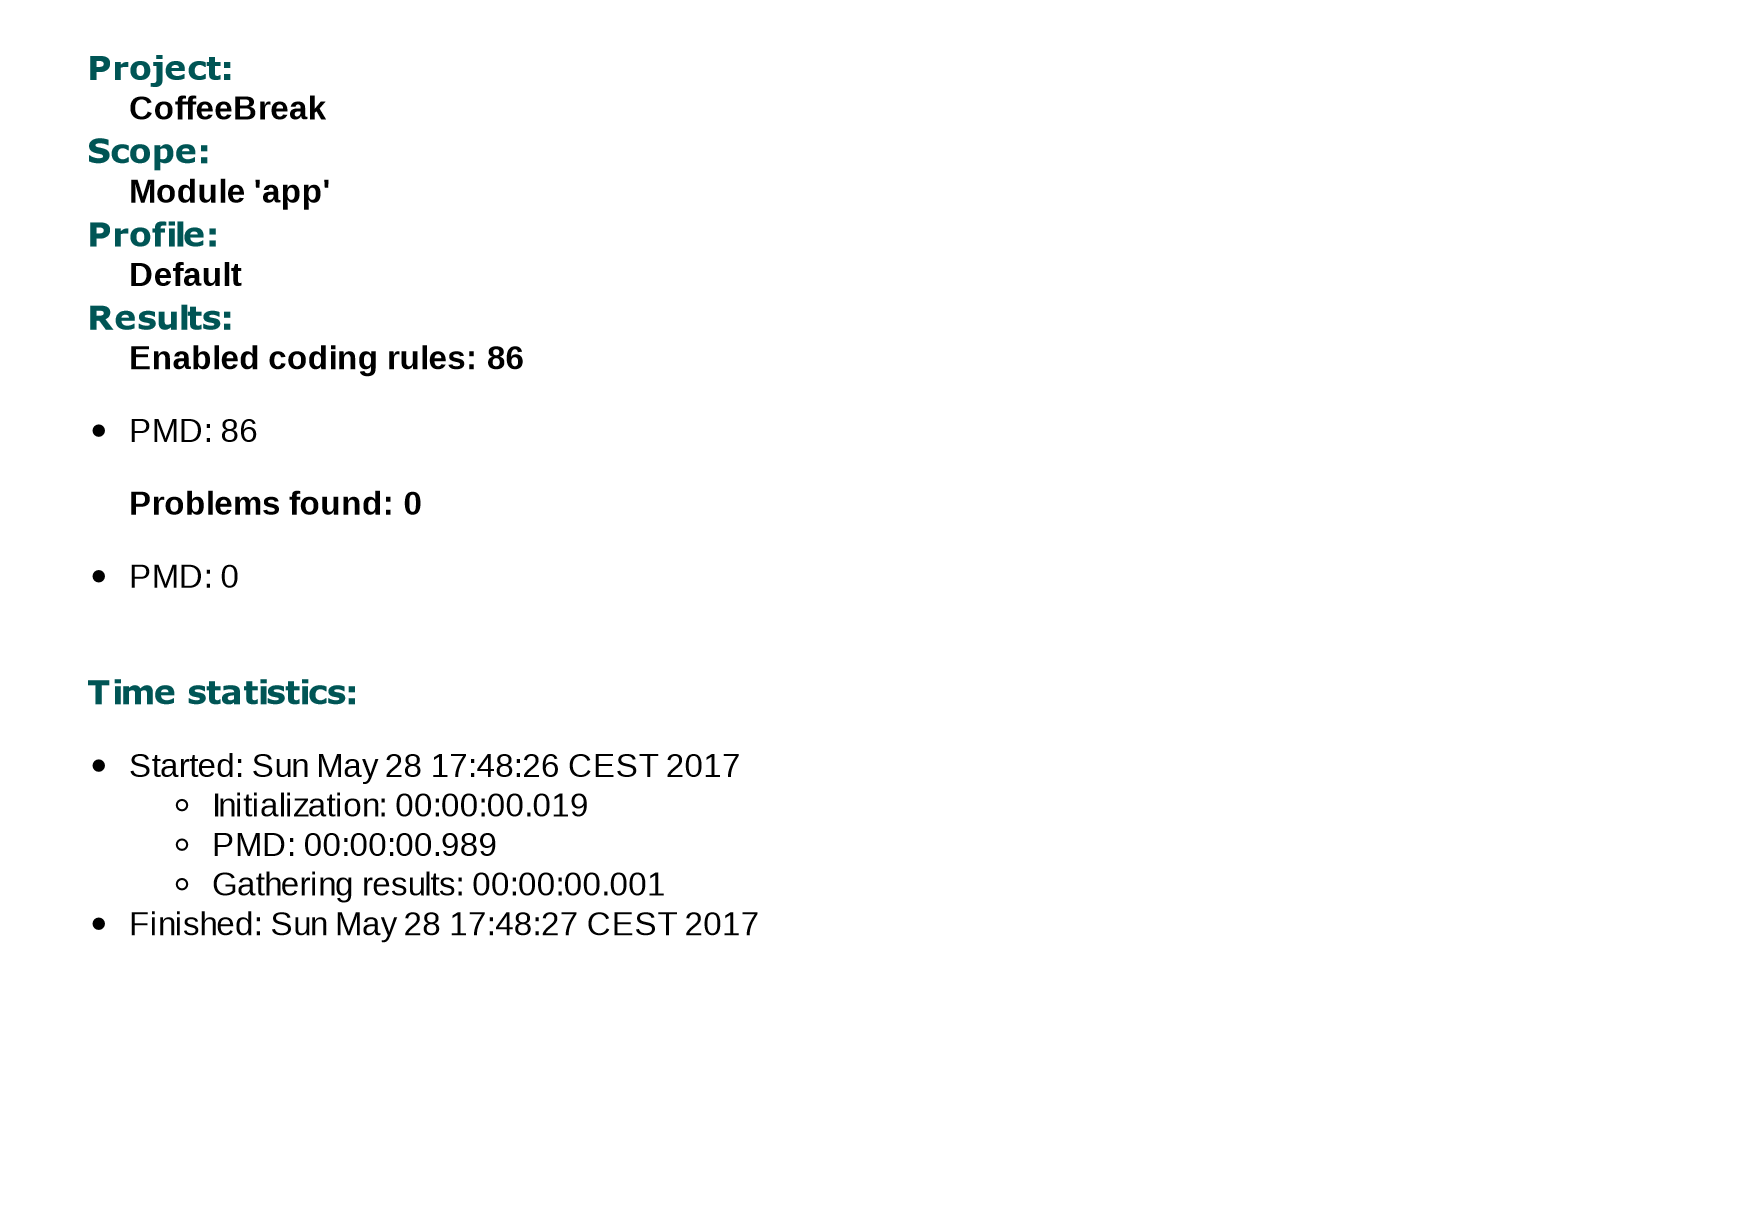 Project:
CoffeeBreak
Scope:
Module 'app'
Profile:
Default
Results:
Enabled coding rules: 86
• PMD: 86
Problems found: 0
• PMD: 0
Time statistics:
• Started: Sun May 28 17:48:26 CEST 2017
○ Initialization: 00:00:00.019
○ PMD: 00:00:00.989
○ Gathering results: 00:00:00.001
• Finished: Sun May 28 17:48:27 CEST 2017